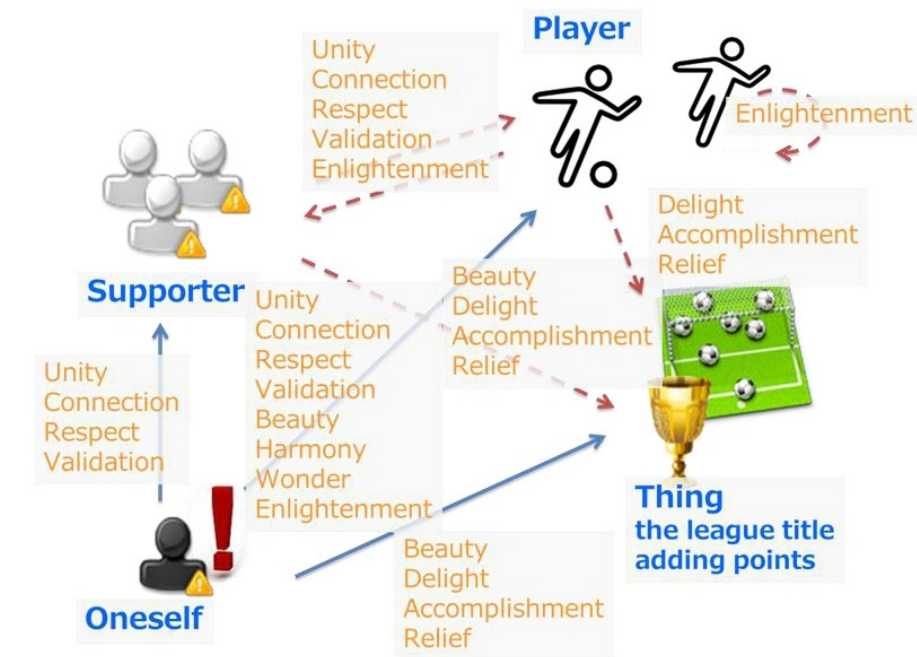 Player
Unity
Connection
Respect
Validation
Enlightenment
Enlightenment
Delight
Accomplishment
Relief
Supporter
Unity
Connection
Respect
Validation
Beauty
Harmony
Wonder
Enlightenment
Beauty
Delight
Accomplishment
Relief
Unity
Connection
Respect
Validation
Thing
the league title
adding points
Beauty
Delight
Accomplishment
Relief
Oneself